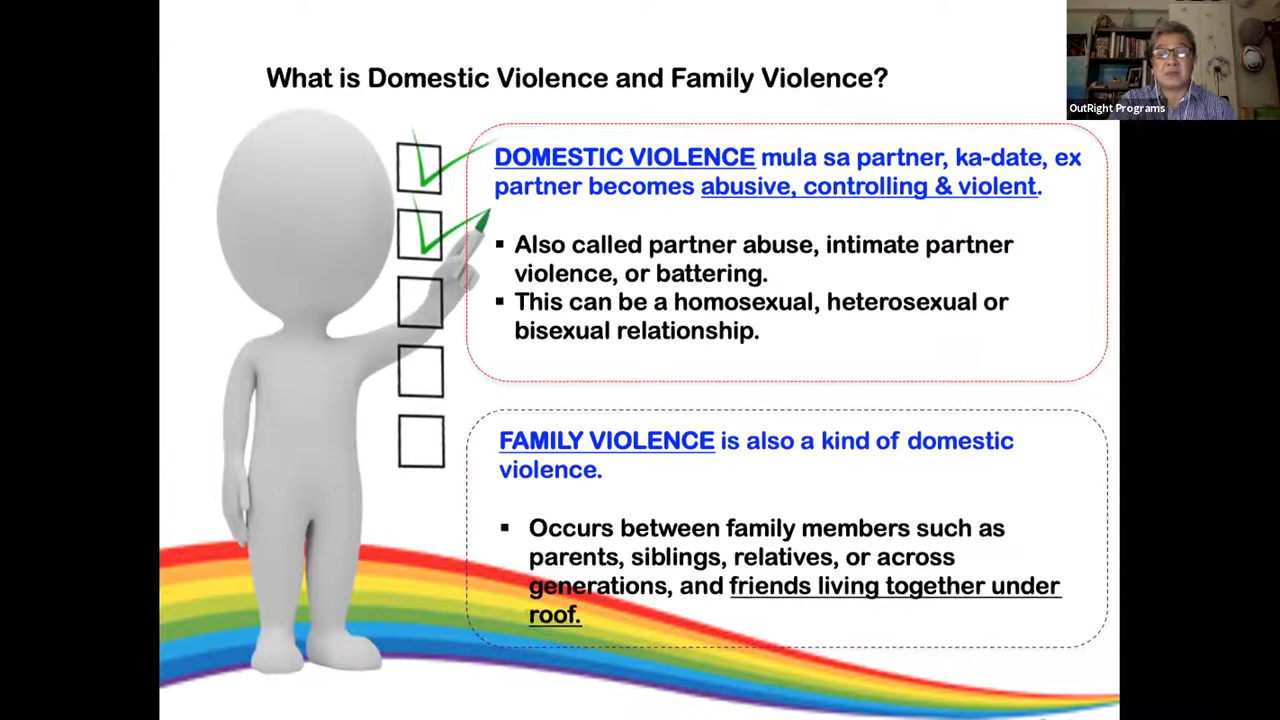 What is Domestic Violence and Family Violence?
OutRight Programs
DOMESTIC VIOLENCE mula sa partner, ka-date, ex
partner becomes abusive, controlling & violent.
▪ Also called partner abuse, intimate partner
violence, or battering.
▪ This can be a homosexual, heterosexual or
bisexual relationship.
FAMILY VIOLENCE is also a kind of domestic
violence.
▪ Occurs between family members such as
parents, siblings, relatives, or across
generations, and friends living together under
roof.